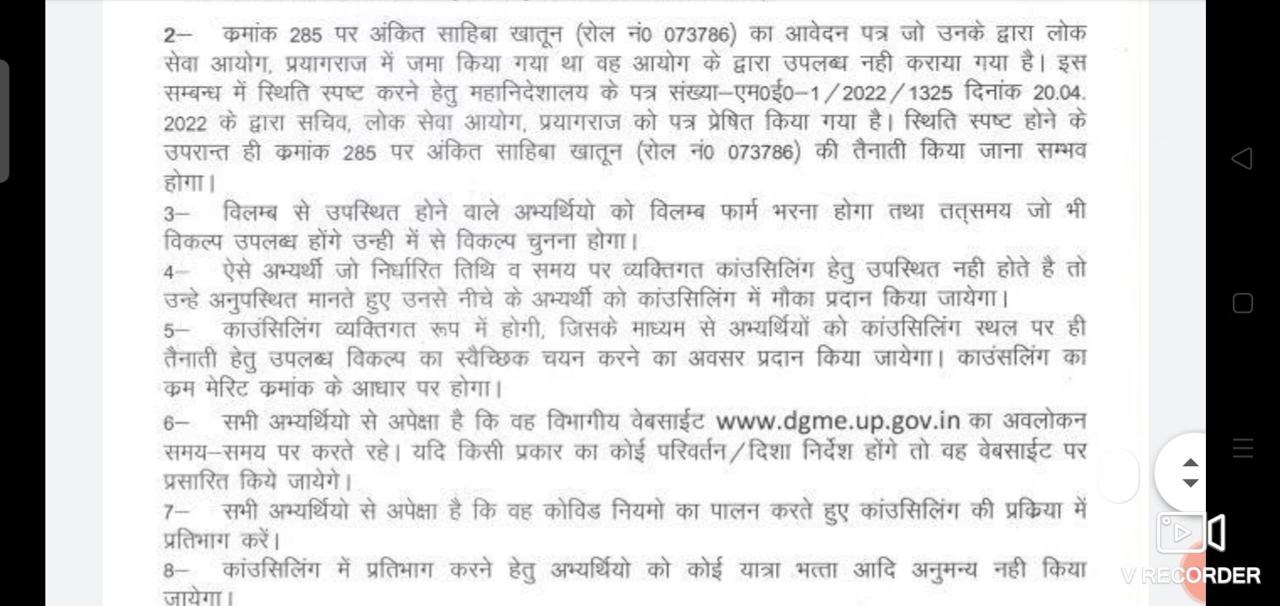 2– क्रमांक 285 पर अंकित साहिबा खातून (रोल नं0 073786) का आवेदन पत्र जो उनके द्वारा लोक
सेवा आयोग, प्रयागराज में जमा किया गया था वह आयोग के द्वारा उपलब्ध नही कराया गया है। इस
सम्बन्ध में स्थिति स्पष्ट करने हेतु महानिदेशालय के पत्र संख्या–एम0ई0–1/2022/1325 दिनांक 20.04.
2022 के द्वारा सचिव, लोक सेवा आयोग, प्रयागराज को पत्र प्रेषित किया गया है। स्थिति स्पष्ट होने के
उपरान्त ही क्रमांक 285 पर अंकित साहिबा खातून (रोल नं0 073786) की तैनाती किया जाना सम्भव
होगा।
3– विलम्ब से उपस्थित होने वाले अभ्यर्थियो को विलम्ब फार्म भरना होगा तथा तत्समय जो भी
विकल्प उपलब्ध होंगे उन्ही में से विकल्प चुनना होगा।
4– ऐसे अभ्यर्थी जो निर्धारित तिथि व समय पर व्यक्तिगत कांउसिलिंग हेतु उपस्थित नही होते है तो
उन्हे अनुपस्थित मानते हुए उनसे नीचे के अभ्यर्थी को कांउसिलिंग में मौका प्रदान किया जायेगा।
5– काउंसिलिंग व्यक्तिगत रूप में होगी, जिसके माध्यम से अभ्यर्थियों को कांउसिलिंग स्थल पर ही
तैनाती हेतु उपलब्ध विकल्प का स्वैच्छिक चयन करने का अवसर प्रदान किया जायेगा। काउंसलिंग का
क्रम मेरिट क्रमांक के आधार पर होगा।
6– सभी अभ्यर्थियो से अपेक्षा है कि वह विभागीय वेबसाईट www.dgme.up.gov.in का अवलोकन
समय–समय पर करते रहे। यदि किसी प्रकार का कोई परिवर्तन/दिशा निर्देश होंगे तो वह वेबसाईट पर
प्रसारित किये जायेगे।
7– सभी अभ्यर्थियो से अपेक्षा है कि वह कोविड नियमो का पालन करते हुए कांउसिलिंग की प्रक्रिया में
प्रतिभाग करें।
8– कांउसिलिंग में प्रतिभाग करने हेतु अभ्यर्थियो को कोई यात्रा भत्ता आदि अनुमन्य नही किया
जायेगा।
V RECORDER